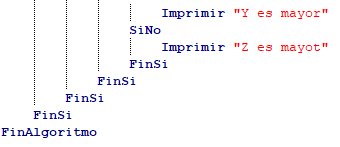 Imprimir "Y es mayor"
SiNo
Imprimir "Z es mayot"
FinSi
FinSi
FinSi
FinSi
FinAlgoritmo